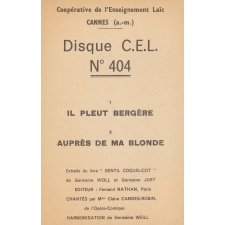 Coopérative de l'Enseignement Laïc
CANNES (a.-m.)
Disque C.E.L.
N° 404
1
IL PLEUT BERGÈRE
2
AUPRÈS DE MA BLONDE
Extraits du livre " GENTIL COQUELICOT "
de Germaine WEILL et Germaine JUST
EDITEUR : Fernand NATHAN, Paris
CHANTÉS par Mme Claire CANDÈS-ROBIN,
de l'Opéra-Comique
HARMONISATION de Germaine WEILL